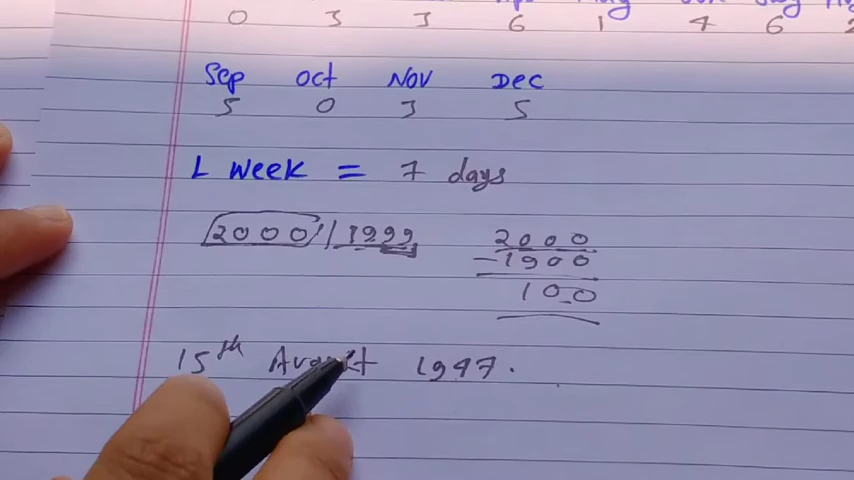 0 3 3 6 1 4 6
Sep Oct Nov Dec
5 0 3 5
1 week = 7 days
2000 // 1999
2000
-1900
100
15th August 1947.